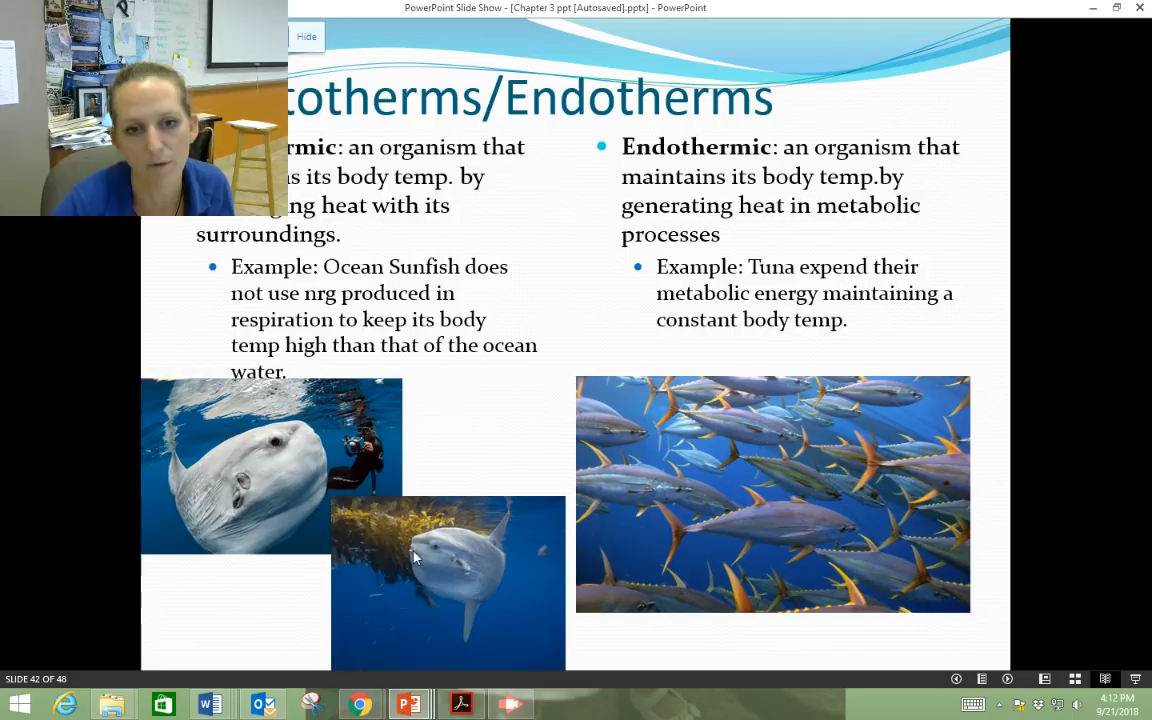 PowerPoint Slide Show - [Chapter 3 ppt [Autosaved].pptx] - PowerPoint
Hide
totherms/Endotherms
rmic: an organism that
s its body temp. by
ging heat with its
surroundings.
Example: Ocean Sunfish does
not use nrg produced in
respiration to keep its body
temp high than that of the ocean
water.
Endothermic: an organism that
maintains its body temp.by
generating heat in metabolic
processes
Example: Tuna expend their
metabolic energy maintaining a
constant body temp.
SLIDE 42 OF 48
4:12 PM
9/21/2018